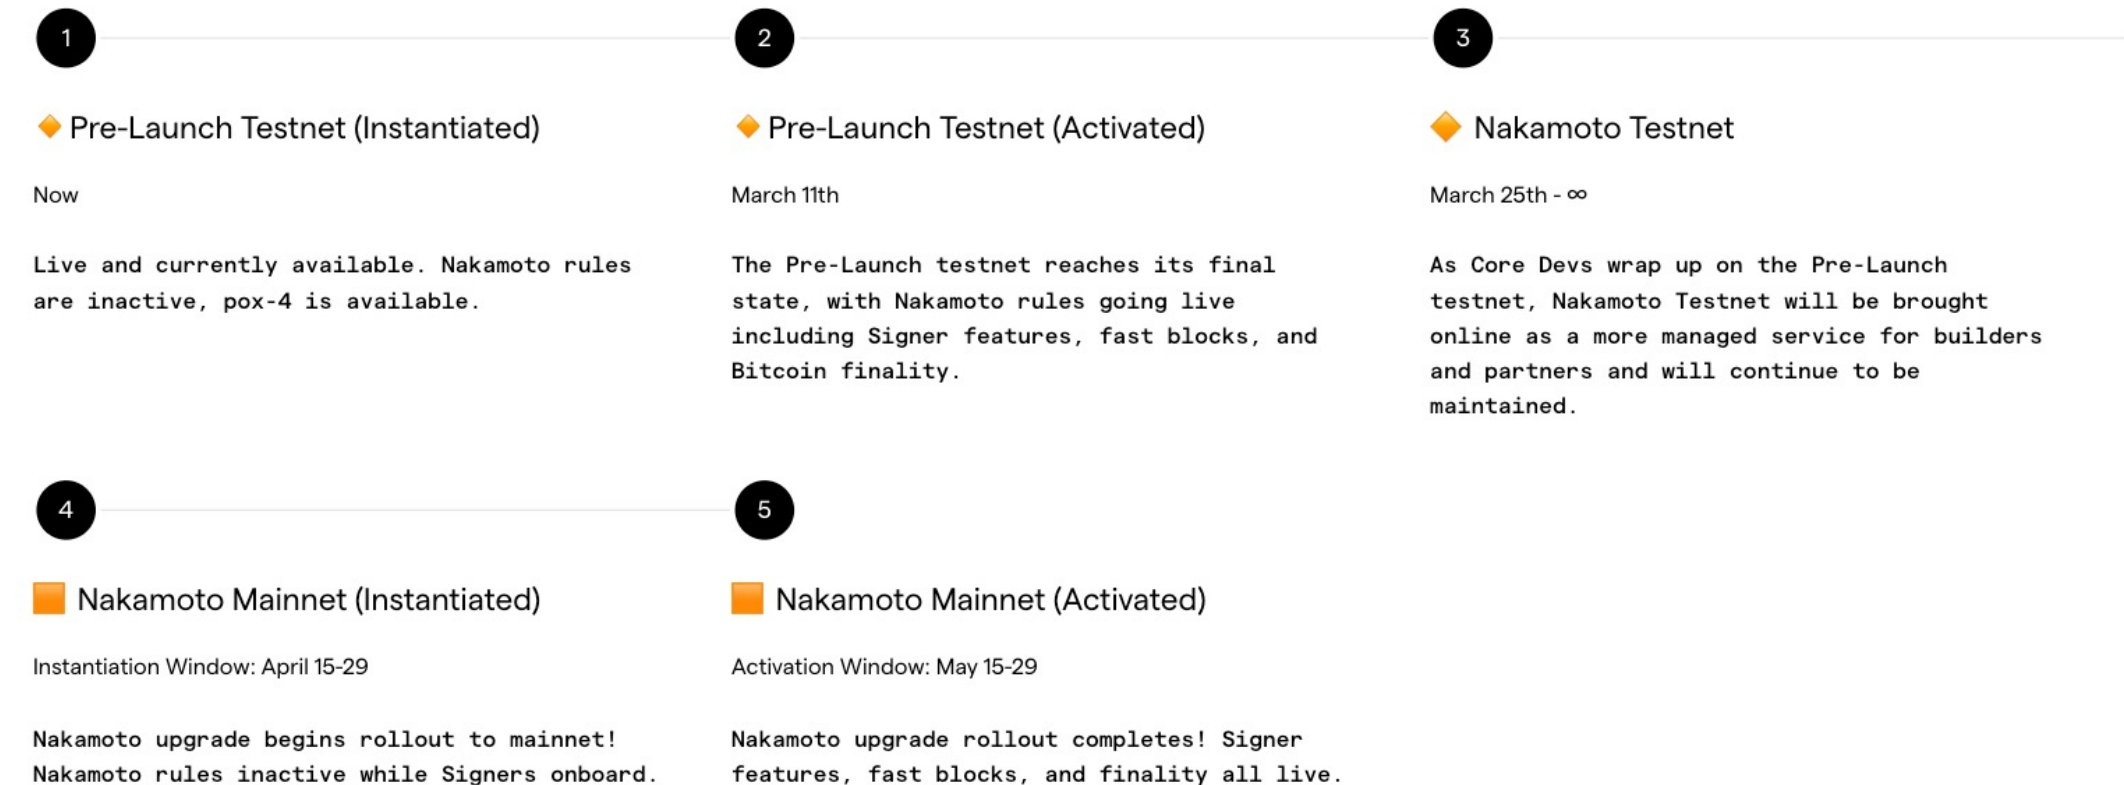 1
2
3
Pre-Launch Testnet (Instantiated)
Now
Live and currently available. Nakamoto rules
are inactive, pox-4 is available.
Pre-Launch Testnet (Activated)
March 11th
The Pre-Launch testnet reaches its final
state, with Nakamoto rules going live
including Signer features, fast blocks, and
Bitcoin finality.
Nakamoto Testnet
March 25th - ∞
As Core Devs wrap up on the Pre-Launch
testnet, Nakamoto Testnet will be brought
online as a more managed service for builders
and partners and will continue to be
maintained.
4
5
Nakamoto Mainnet (Instantiated)
Instantiation Window: April 15-29
Nakamoto upgrade begins rollout to mainnet!
Nakamoto rules inactive while Signers onboard.
Nakamoto Mainnet (Activated)
Activation Window: May 15-29
Nakamoto upgrade rollout completes! Signer
features, fast blocks, and finality all live.